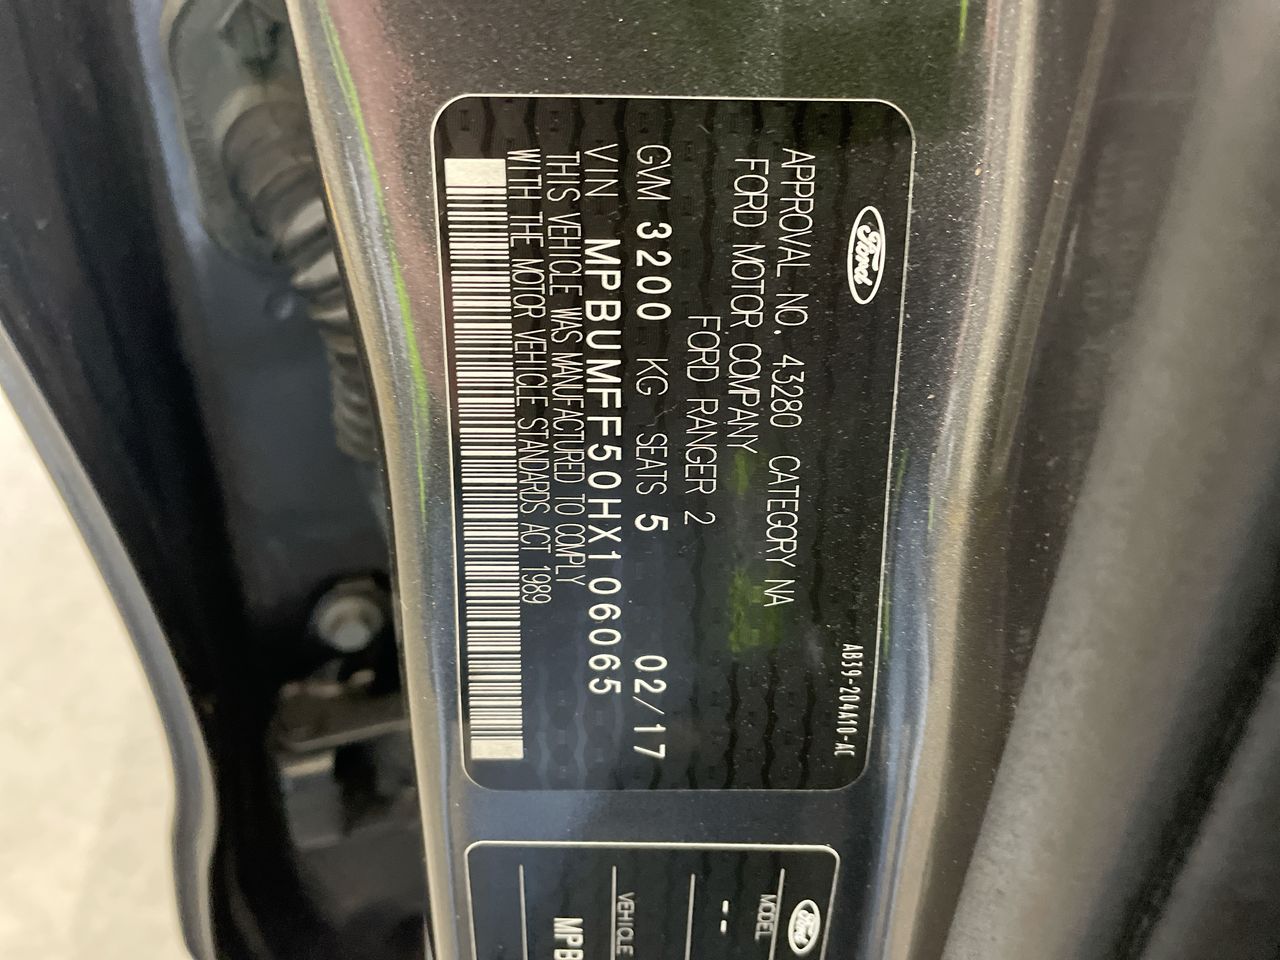 Ford
AB39-204A10-AC
APPROVAL NO. 43280 CATEGORY NA
FORD MOTOR COMPANY
FORD RANGER 2
GVM 3200 KG SEATS 5 02/17
VIN MPBUMFF50HX106065
THIS VEHICLE WAS MANUFACTURED TO COMPLY
WITH THE MOTOR VEHICLE STANDARDS ACT 1989
Ford
MODEL
--
VEHICLE
MPB